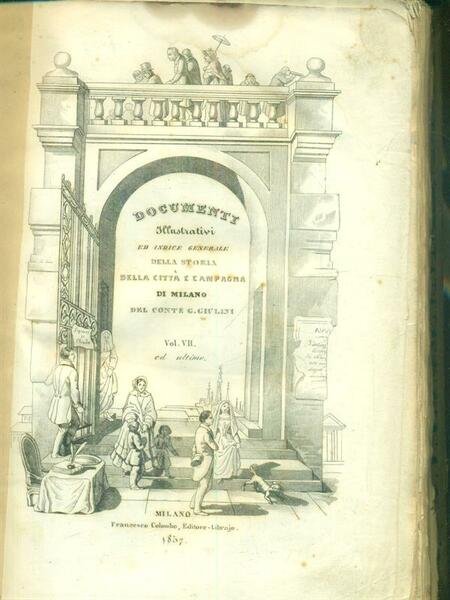 DOCUMENTI
Illustrativi
ED INDICE GENERALE
DELLA STORIA
DELLA CITTÀ E CAMPAGNA
DI MILANO
DEL CONTE G. GIULINI
Vol. VII.
ed ultimo.
MILANO
Francesco Colombo, Editore-Librajo.
1857.